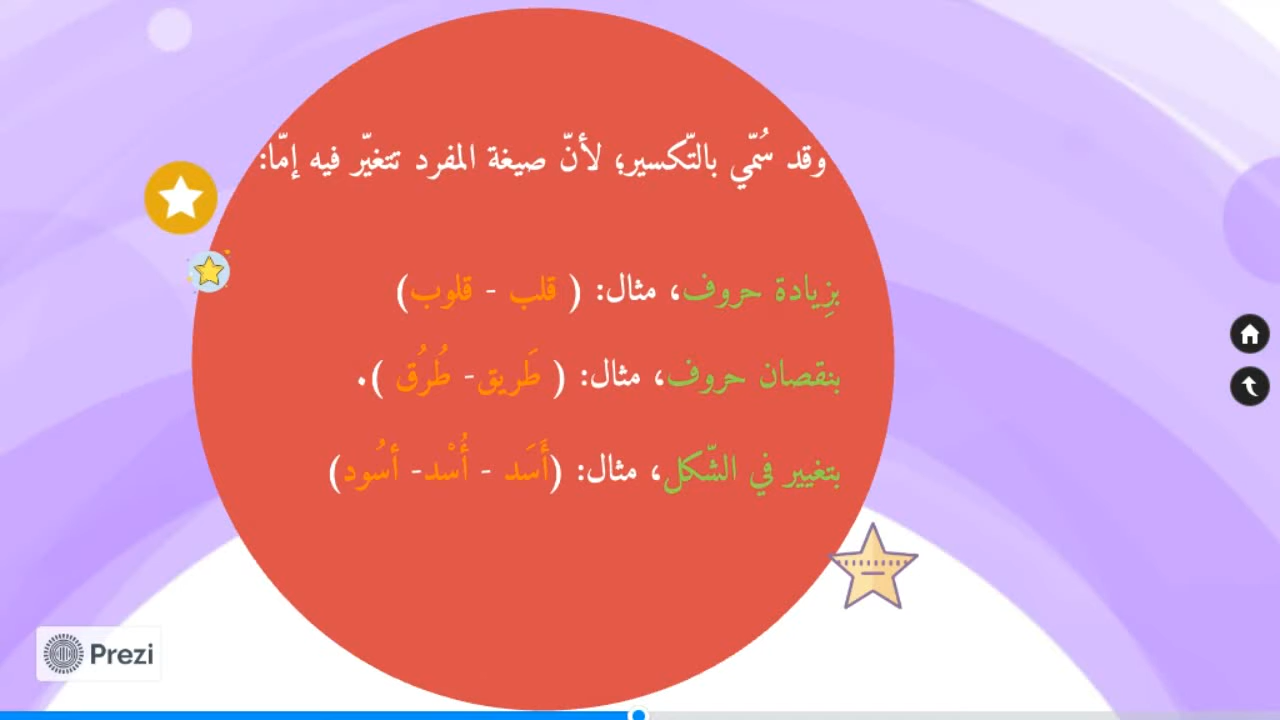 وقد سُمّي بالتّكسير؛ لأنّ صيغة المفرد تتغيّر فيه إمّا:
بزِيادة حروف، مثال: ( قلب - قلوب)
بنقصان حروف، مثال: ( طَريق- طُرُق ).
بتغيير في الشّكل، مثال: (أَسَد - أُسْد- أسُود)
Prezi